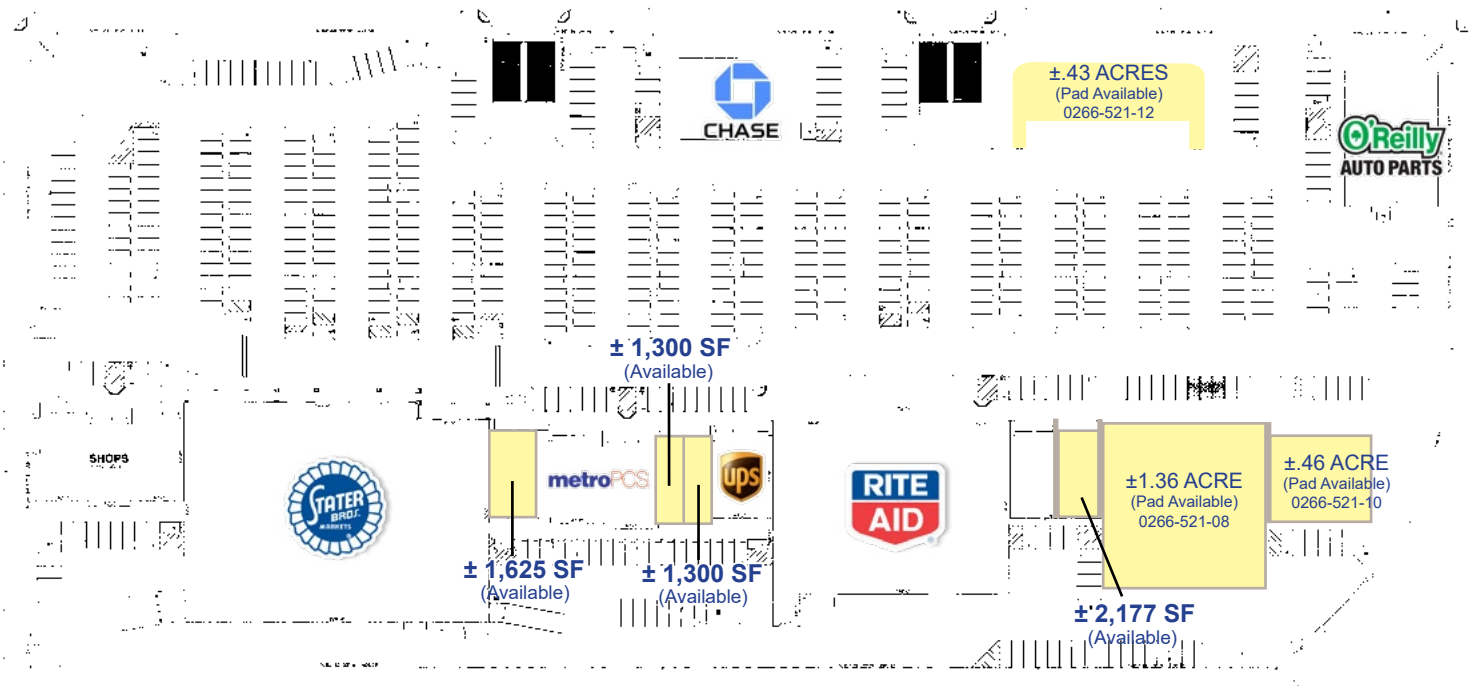 ±.43 ACRES
(Pad Available)
0266-521-12
CHASE
O'Reilly
AUTO PARTS
± 1,300 SF
(Available)
SHOPS
STATER
BROS.
MARKETS
metroPCS
ups
RITE
AID
±1.36 ACRE
(Pad Available)
0266-521-08
±.46 ACRE
(Pad Available)
0266-521-10
± 1,625 SF
(Available)
± 1,300 SF
(Available)
± 2,177 SF
(Available)